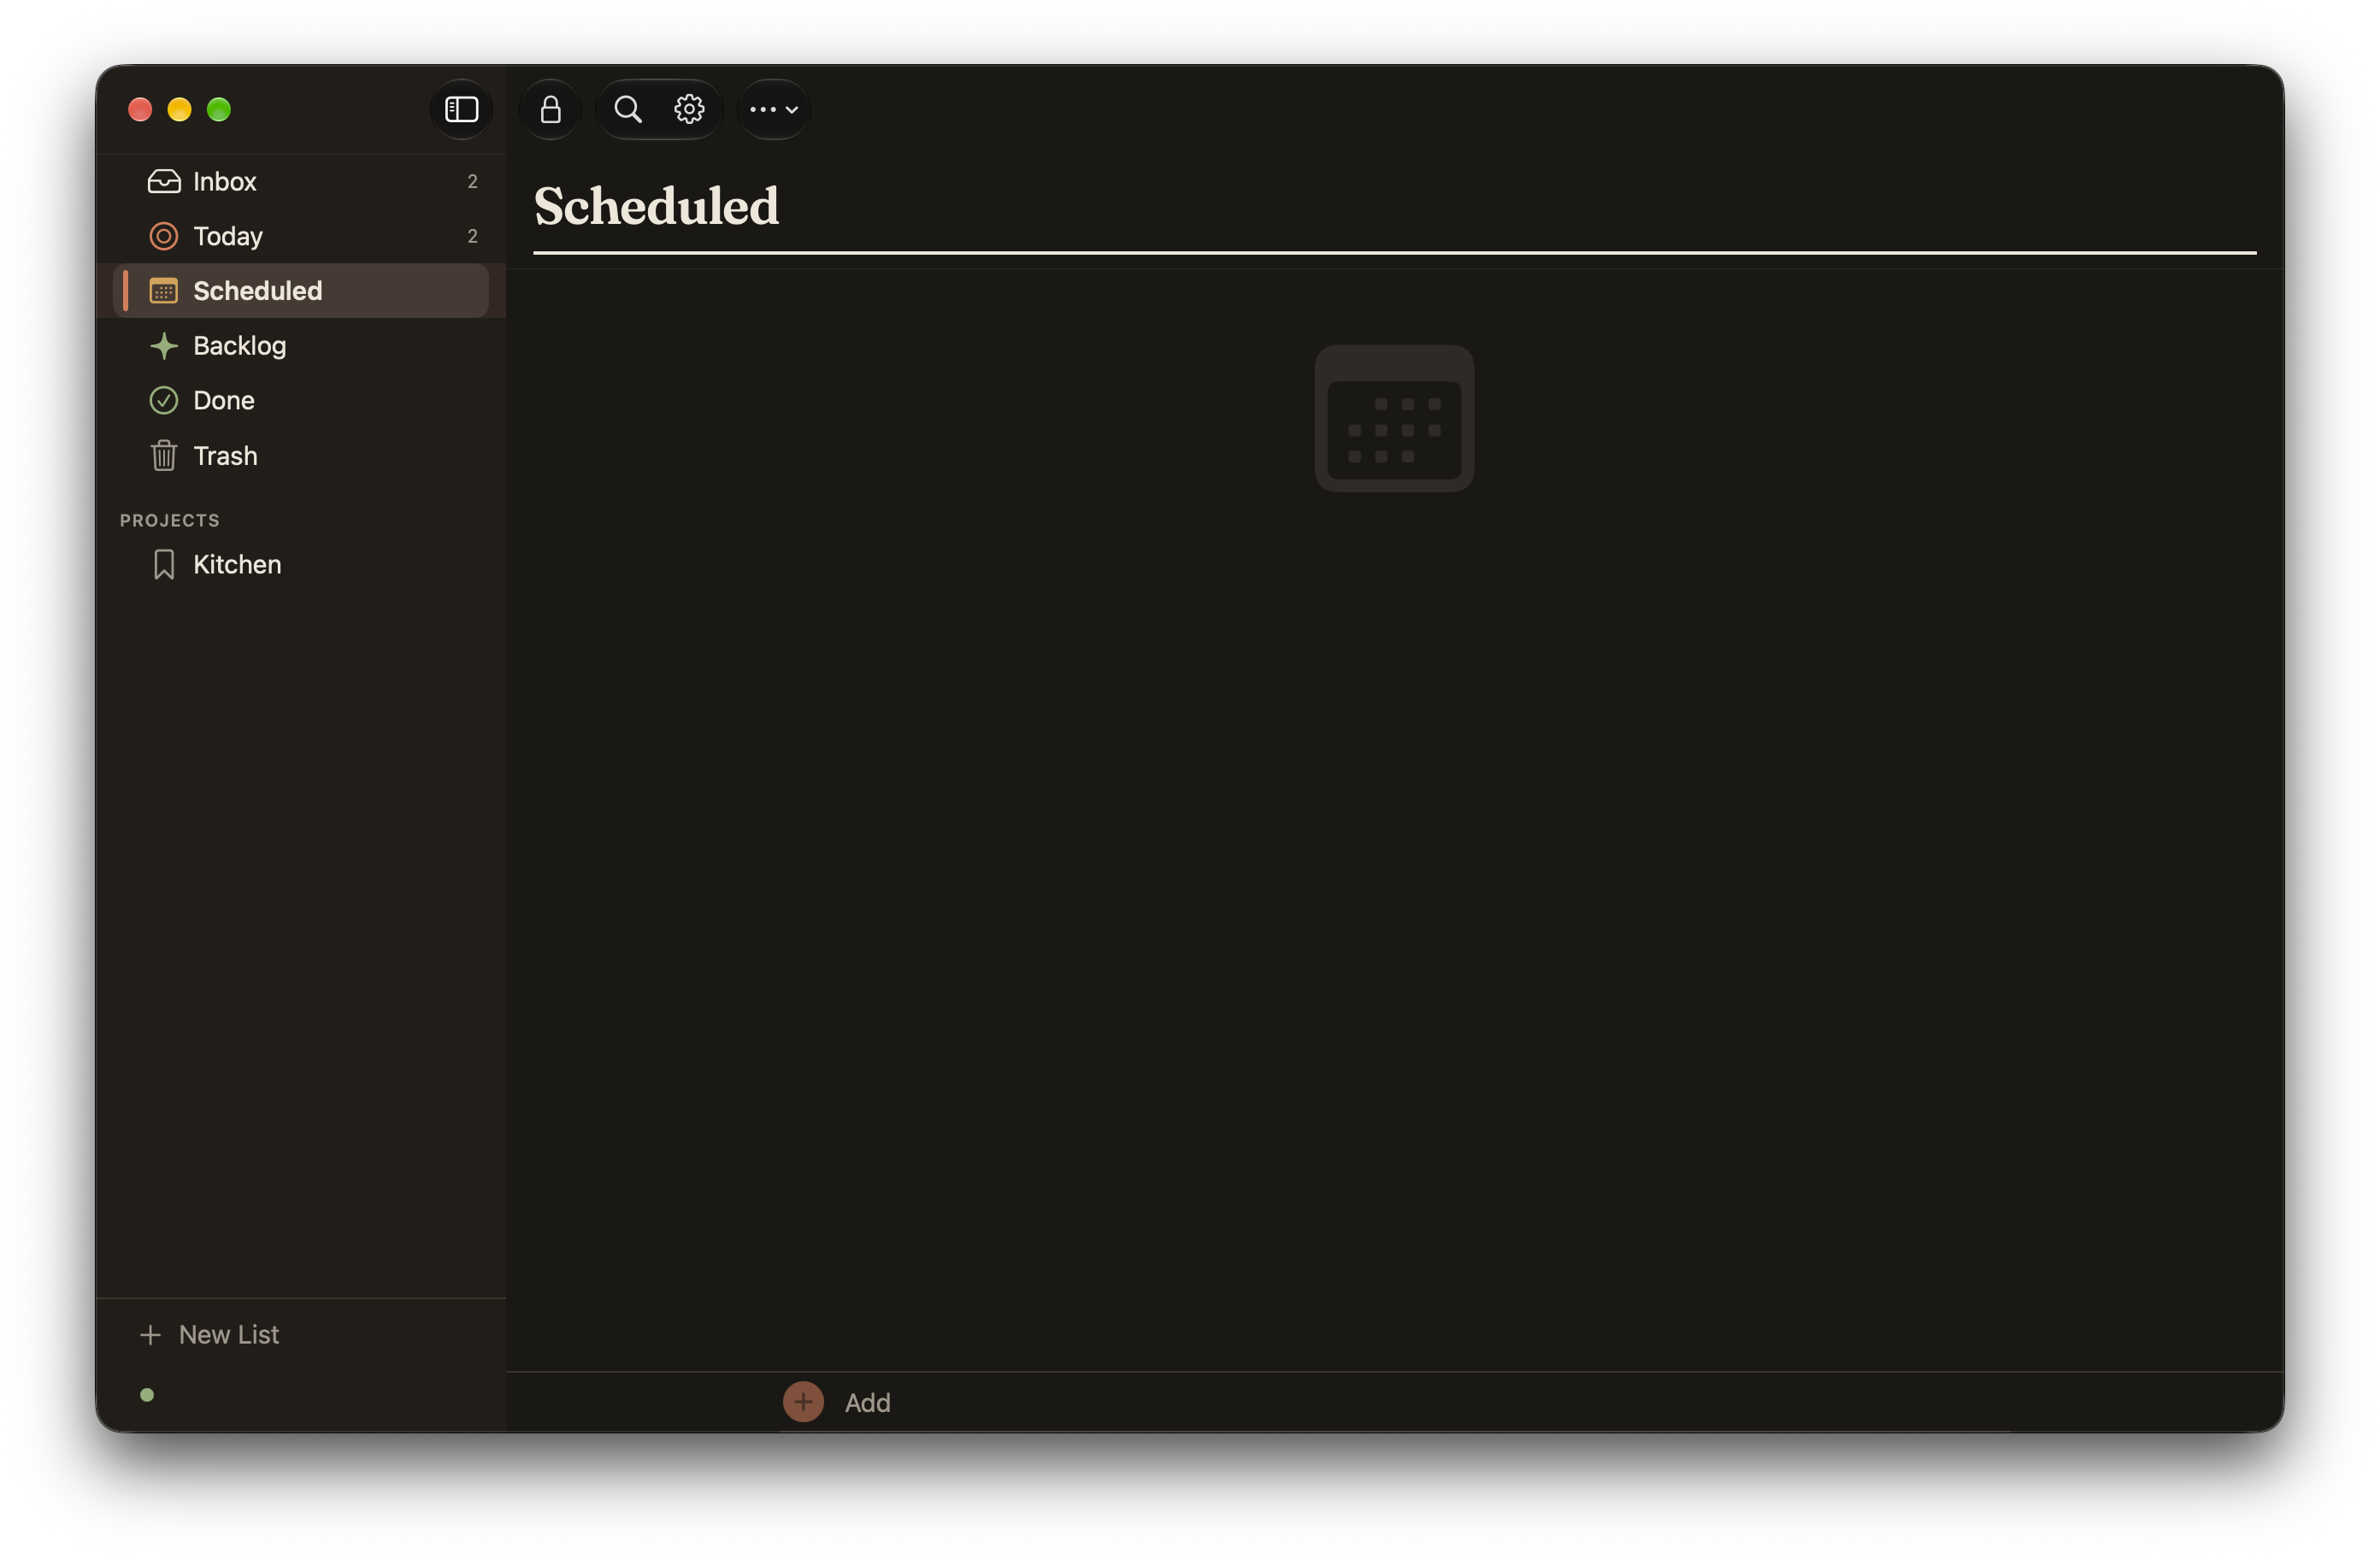 Inbox 2
Today 2
Scheduled
Backlog
Done
Trash
PROJECTS
Kitchen
New List
Scheduled
Add